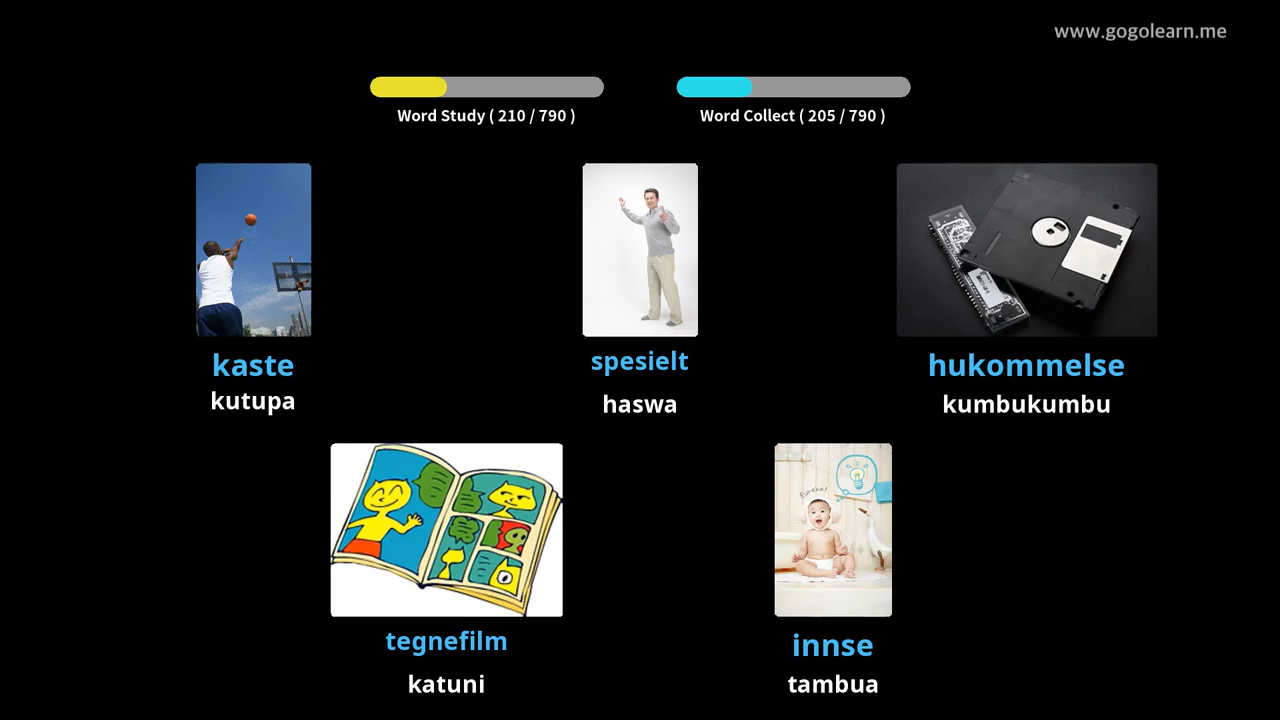 www.gogolearn.me
Word Study ( 210 / 790 )
Word Collect ( 205 / 790 )
kaste
kutupa
spesielt
haswa
hukommelse
kumbukumbu
Eureka!
tegnefilm
katuni
innse
tambua